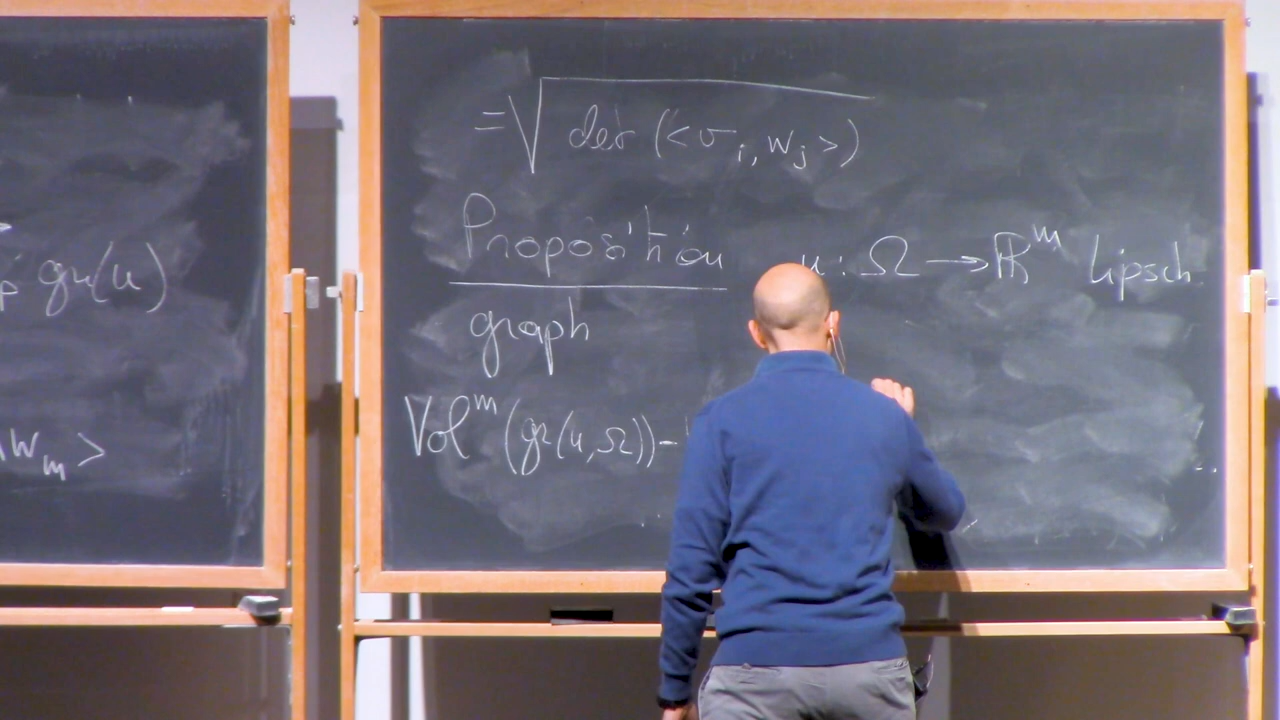 gr(u)
w_m >
= √det (<v_i, w_j>)
Proposition u : Ω → ℝ^m Lipsch.
graph
Vol^m (gr(u, Ω)) =